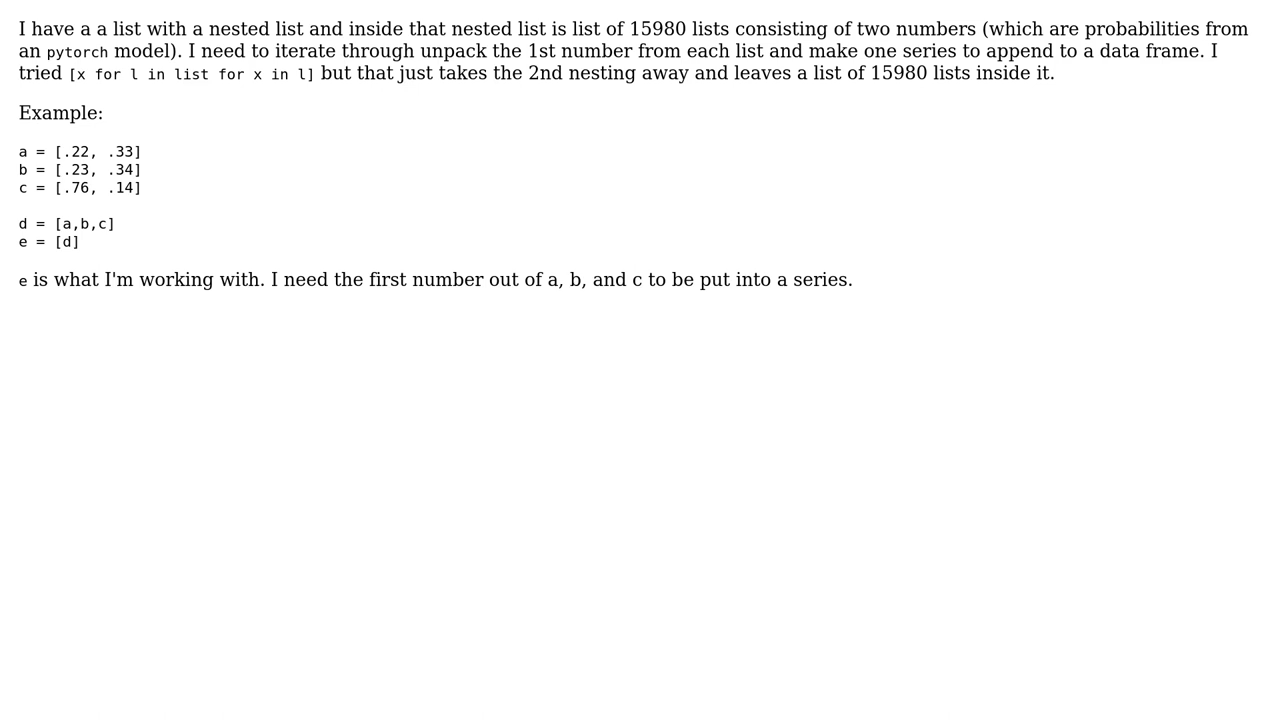 I have a a list with a nested list and inside that nested list is list of 15980 lists consisting of two numbers (which are probabilities from
an pytorch model). I need to iterate through unpack the 1st number from each list and make one series to append to a data frame. I
tried [x for l in list for x in l] but that just takes the 2nd nesting away and leaves a list of 15980 lists inside it.
Example:
a = [.22, .33]
b = [.23, .34]
c = [.76, .14]
d = [a,b,c]
e = [d]
e is what I'm working with. I need the first number out of a, b, and c to be put into a series.